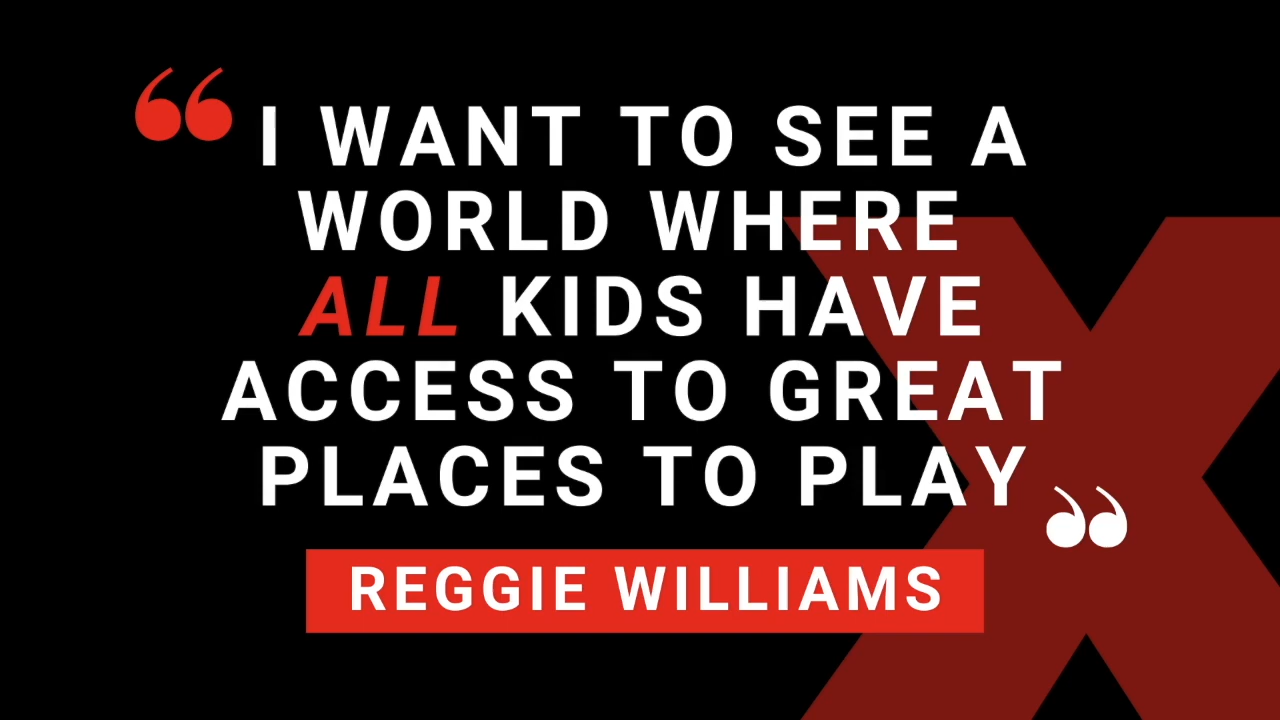 “ I WANT TO SEE A
WORLD WHERE
ALL KIDS HAVE
ACCESS TO GREAT
PLACES TO PLAY „
REGGIE WILLIAMS
X